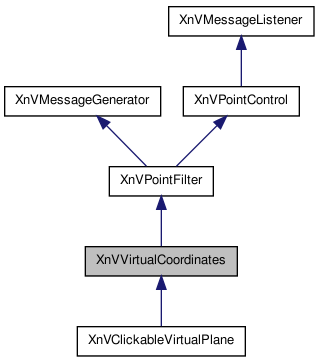 XnVMessageListener
XnVMessageGenerator
XnVPointControl
XnVPointFilter
XnVVirtualCoordinates
XnVClickableVirtualPlane